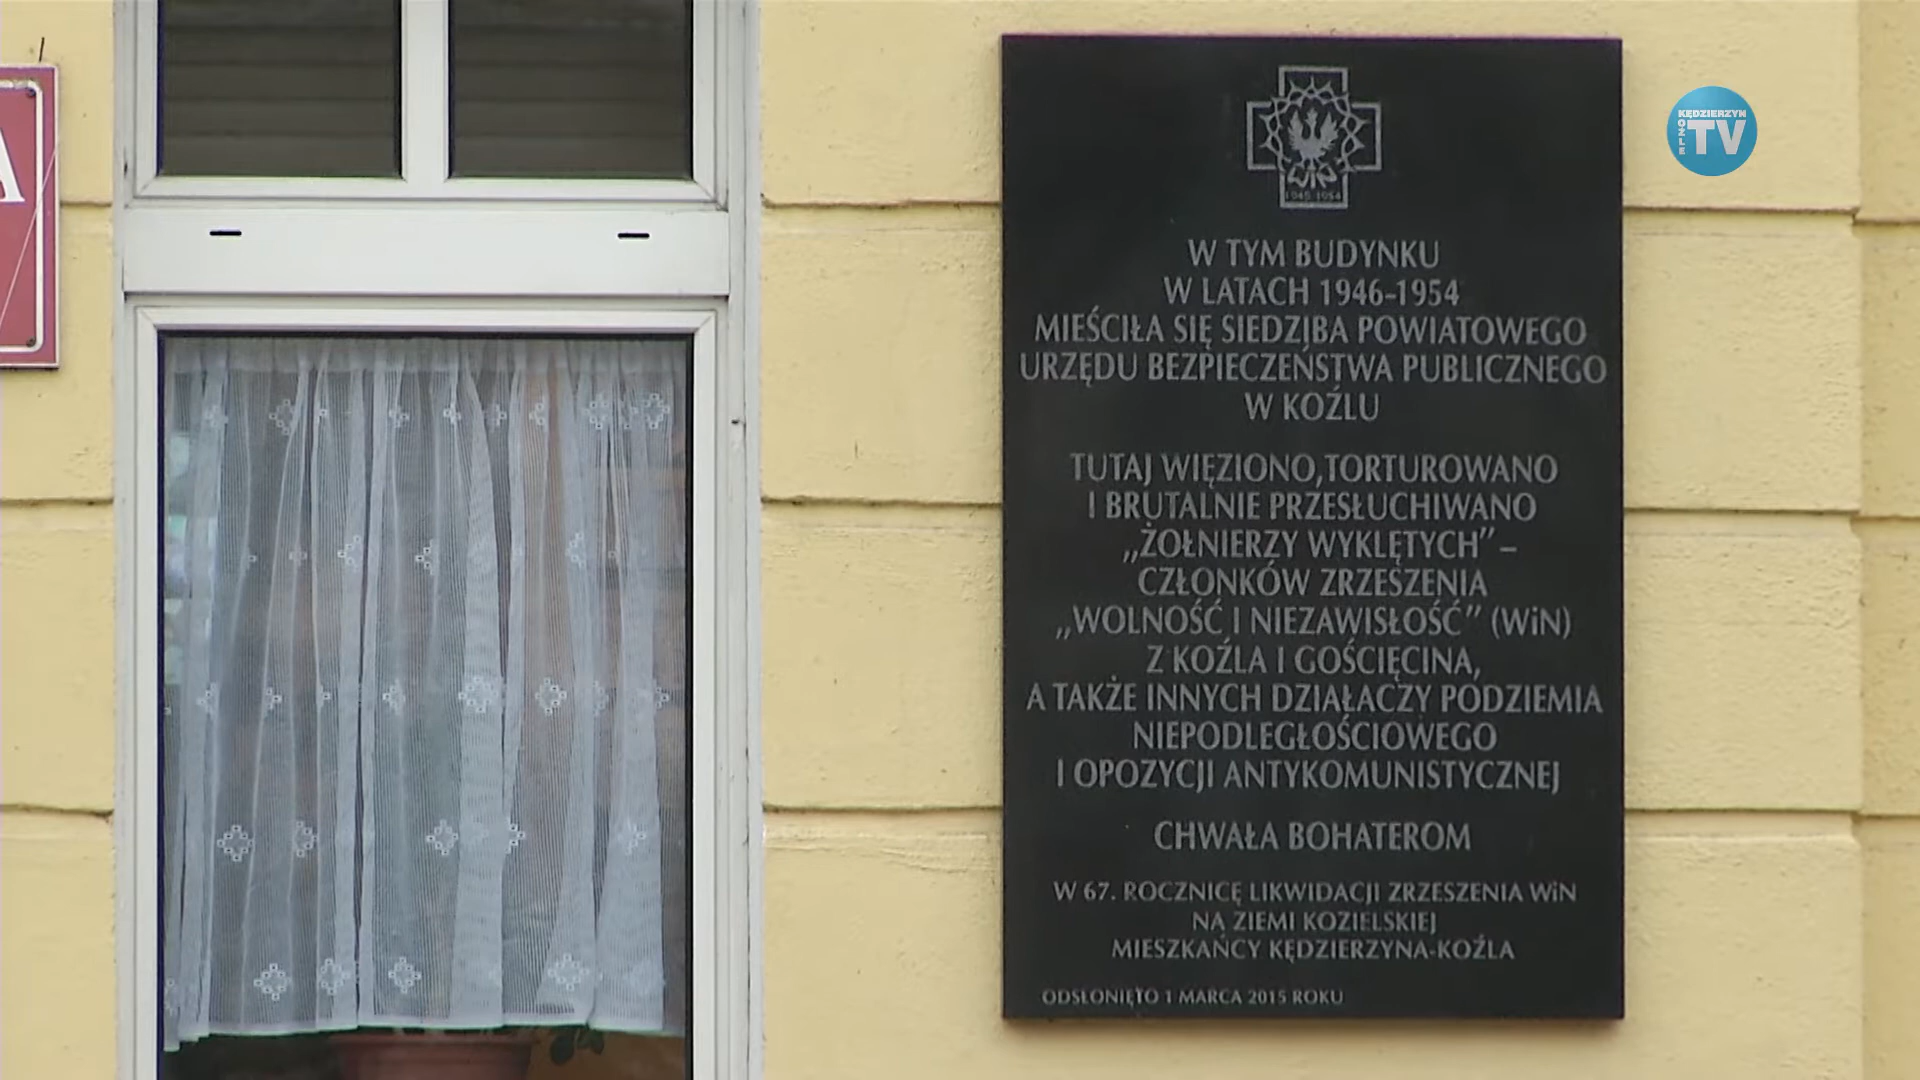 A
KĘDZIERZYN
KOŹLE
TV
1945-1954
W TYM BUDYNKU
W LATACH 1946-1954
MIEŚCIŁA SIĘ SIEDZIBA POWIATOWEGO
URZĘDU BEZPIECZEŃSTWA PUBLICZNEGO
W KOŹLU
TUTAJ WIĘZIONO, TORTUROWANO
I BRUTALNIE PRZESŁUCHIWANO
„ŻOŁNIERZY WYKLĘTYCH” –
CZŁONKÓW ZRZESZENIA
„WOLNOŚĆ I NIEZAWISŁOŚĆ” (WiN)
Z KOŹLA I GOŚCIĘCINA,
A TAKŻE INNYCH DZIAŁACZY PODZIEMIA
NIEPODLEGŁOŚCIOWEGO
I OPOZYCJI ANTYKOMUNISTYCZNEJ
CHWAŁA BOHATEROM
W 67. ROCZNICĘ LIKWIDACJI ZRZESZENIA WiN
NA ZIEMI KOZIELSKIEJ
MIESZKAŃCY KĘDZIERZYNA-KOŹLA
ODSŁONIĘTO 1 MARCA 2015 ROKU